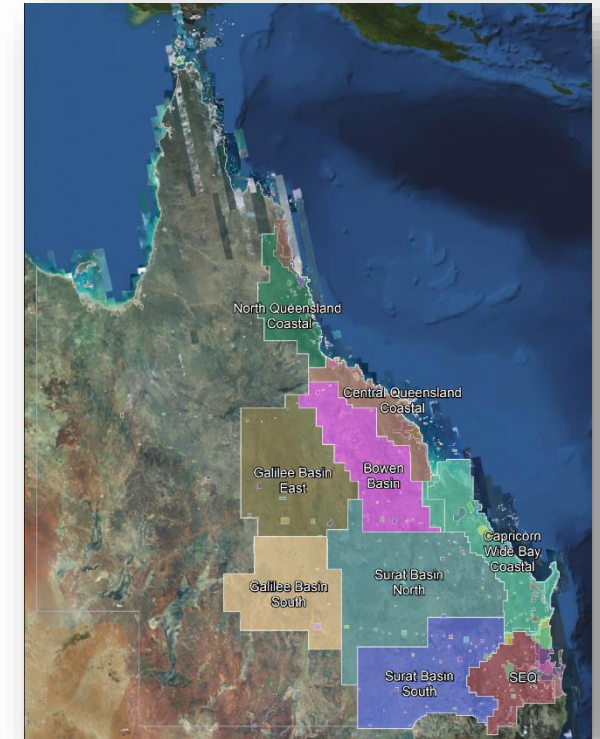 North Queensland
Coastal
Central Queensland
Coastal
Galilee Basin
East
Bowen
Basin
Capricorn
Wide Bay
Coastal
Surat Basin
North
Galilee Basin
South
Surat Basin
South
SEQ